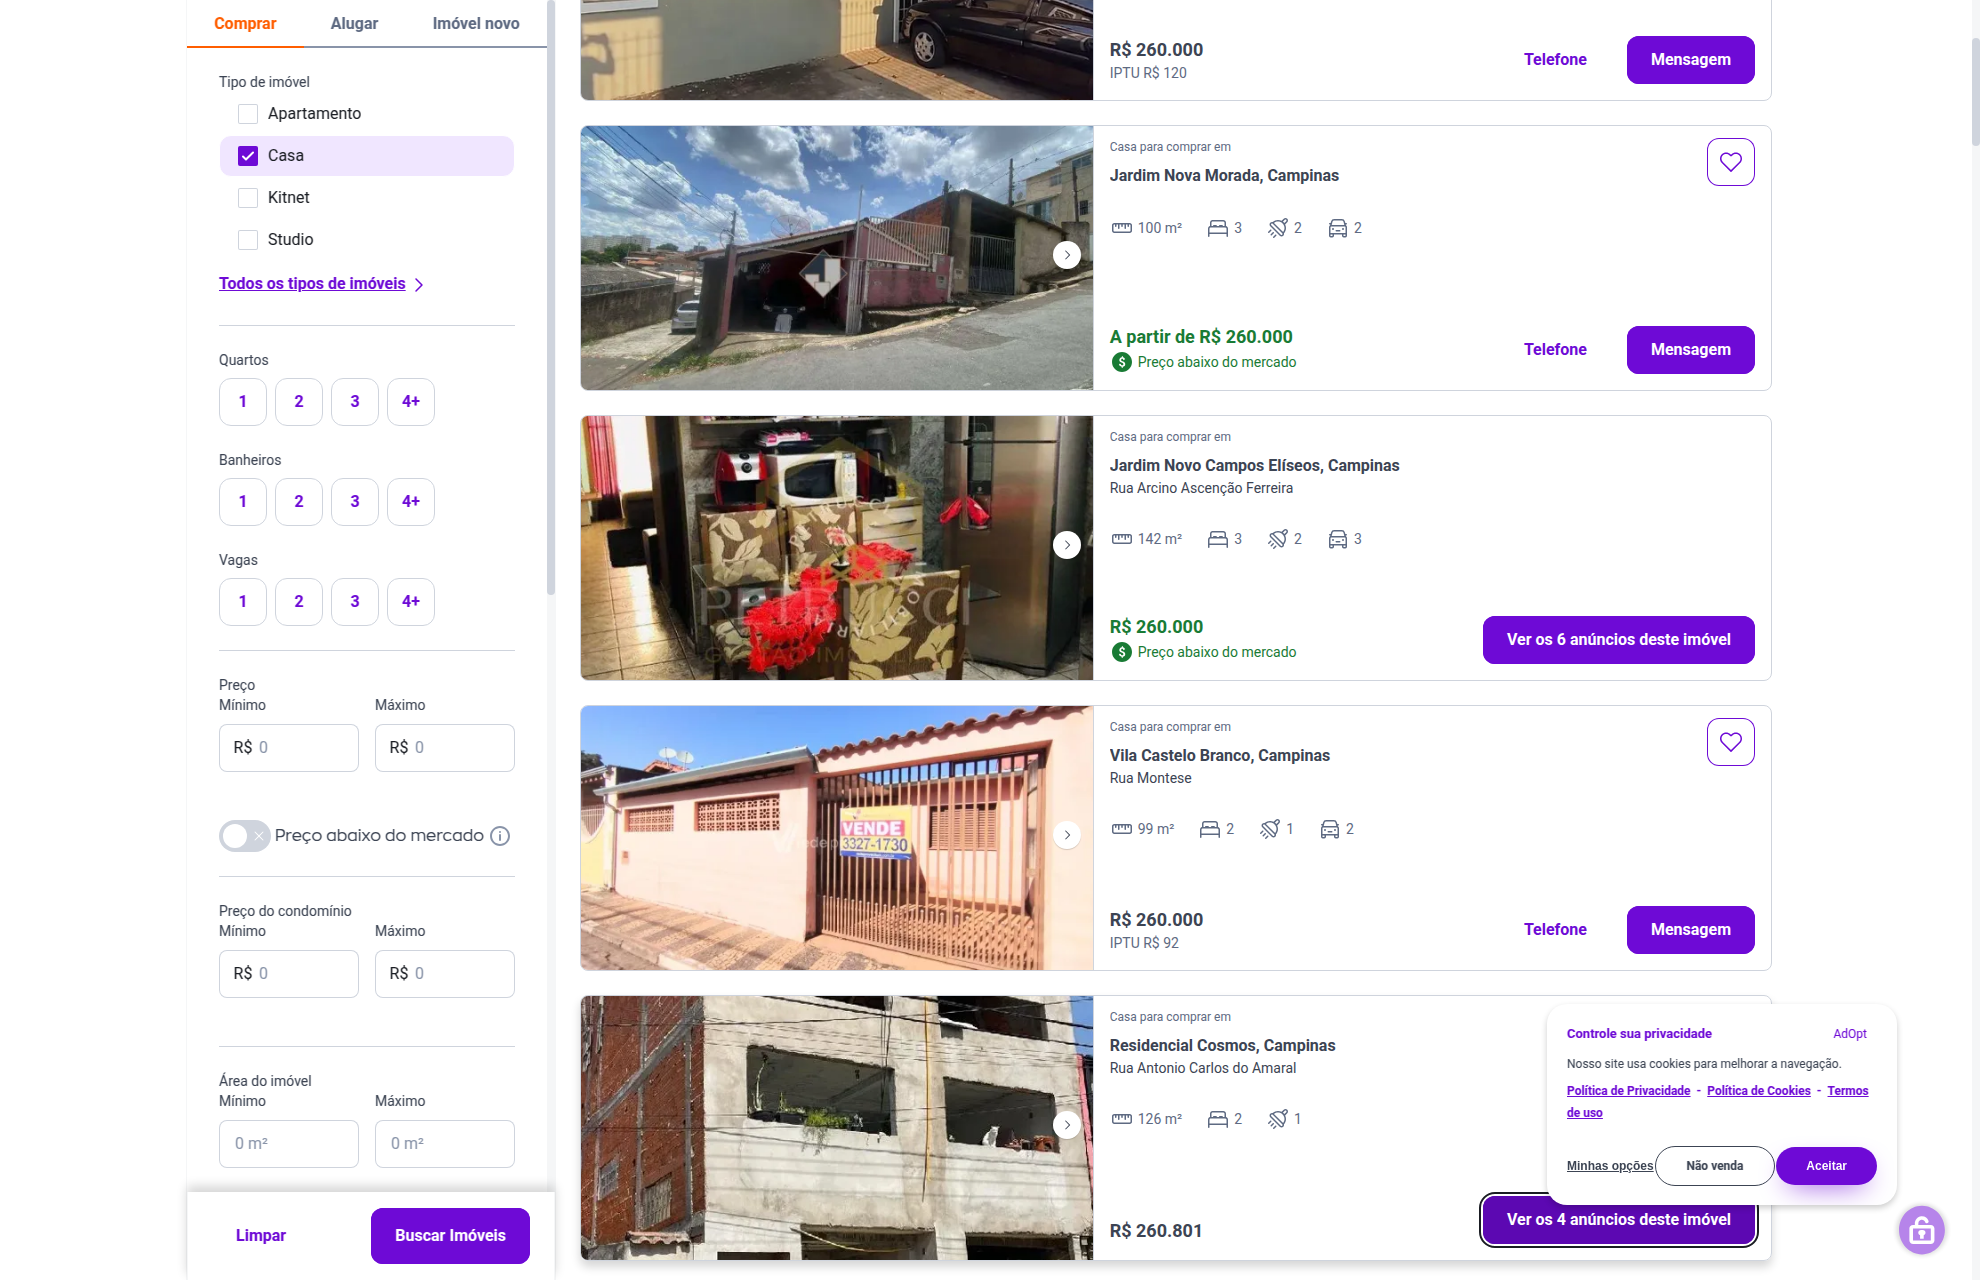 Comprar
Alugar
Imóvel novo
Tipo de imóvel
Apartamento
Casa
Kitnet
Studio
Todos os tipos de imóveis
Quartos
1
2
3
4+
Banheiros
1
2
3
4+
Vagas
1
2
3
4+
Preço
Mínimo
Máximo
R$ 0
R$ 0
Preço abaixo do mercado
Preço do condomínio
Mínimo
Máximo
R$ 0
R$ 0
Área do imóvel
Mínimo
Máximo
0 m²
0 m²
Limpar
Buscar Imóveis
R$ 260.000
IPTU R$ 120
Telefone
Mensagem
Casa para comprar em
Jardim Nova Morada, Campinas
100 m²
3
2
2
A partir de R$ 260.000
Preço abaixo do mercado
Telefone
Mensagem
Casa para comprar em
Jardim Novo Campos Elíseos, Campinas
Rua Arcino Ascenção Ferreira
142 m²
3
2
3
R$ 260.000
Preço abaixo do mercado
Ver os 6 anúncios deste imóvel
PETRUCCI
VENDE
3327-1730
Casa para comprar em
Vila Castelo Branco, Campinas
Rua Montese
99 m²
2
1
2
R$ 260.000
IPTU R$ 92
Telefone
Mensagem
Casa para comprar em
Residencial Cosmos, Campinas
Rua Antonio Carlos do Amaral
126 m²
2
1
R$ 260.801
Ver os 4 anúncios deste imóvel
Controle sua privacidade
AdOpt
Nosso site usa cookies para melhorar a navegação.
Política de Privacidade - Política de Cookies - Termos
de uso
Minhas opções
Não venda
Aceitar